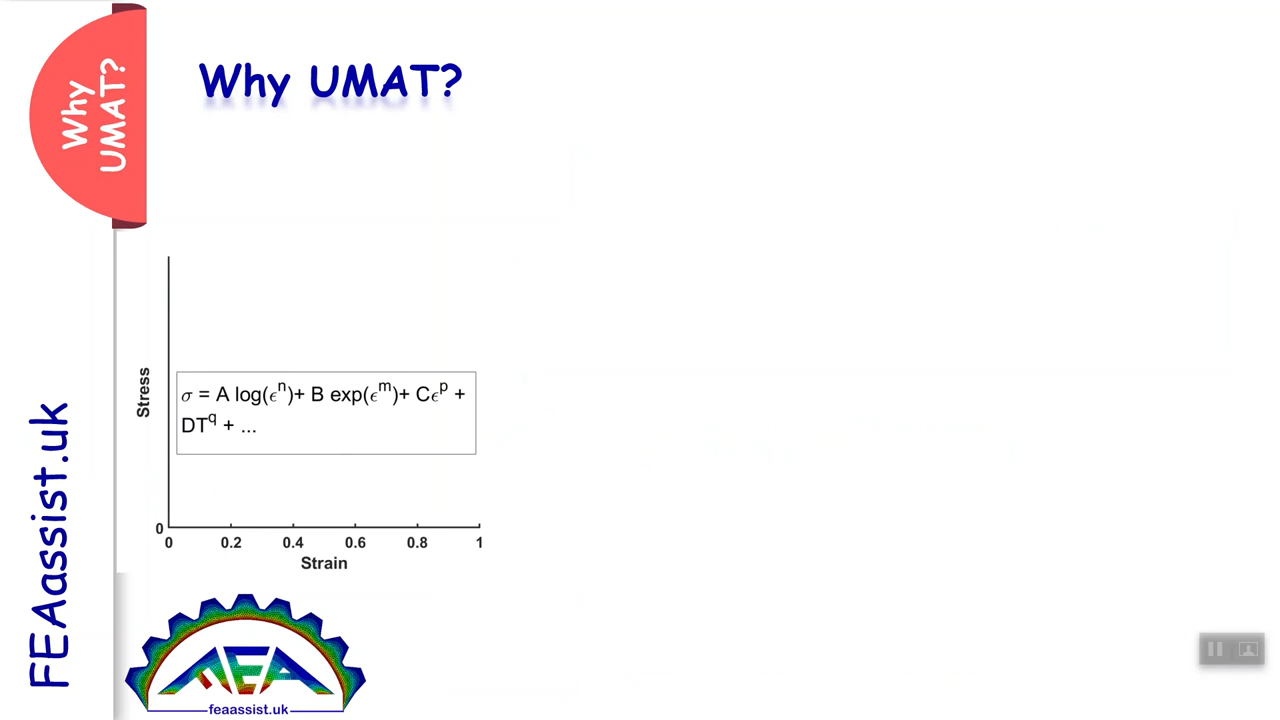 Why
UMAT?
Why UMAT?
Stress
σ = A log(ϵⁿ)+ B exp(ϵᵐ)+ Cϵᵖ +
DT^q + ...
0
0 0.2 0.4 0.6 0.8 1
Strain
FEAassist.uk
FEA
feaassist.uk